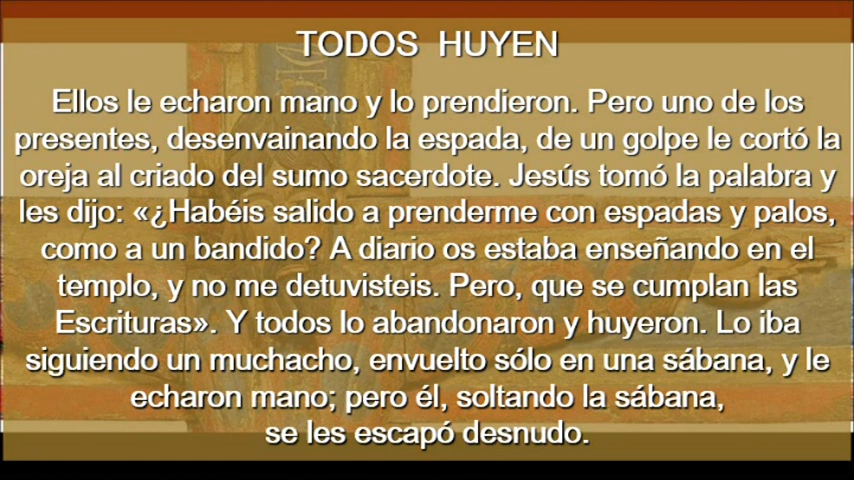 TODOS HUYEN
Ellos le echaron mano y lo prendieron. Pero uno de los
presentes, desenvainando la espada, de un golpe le cortó la
oreja al criado del sumo sacerdote. Jesús tomó la palabra y
les dijo: «¿Habéis salido a prenderme con espadas y palos,
como a un bandido? A diario os estaba enseñando en el
templo, y no me detuvisteis. Pero, que se cumplan las
Escrituras». Y todos lo abandonaron y huyeron. Lo iba
siguiendo un muchacho, envuelto sólo en una sábana, y le
echaron mano; pero él, soltando la sábana,
se les escapó desnudo.